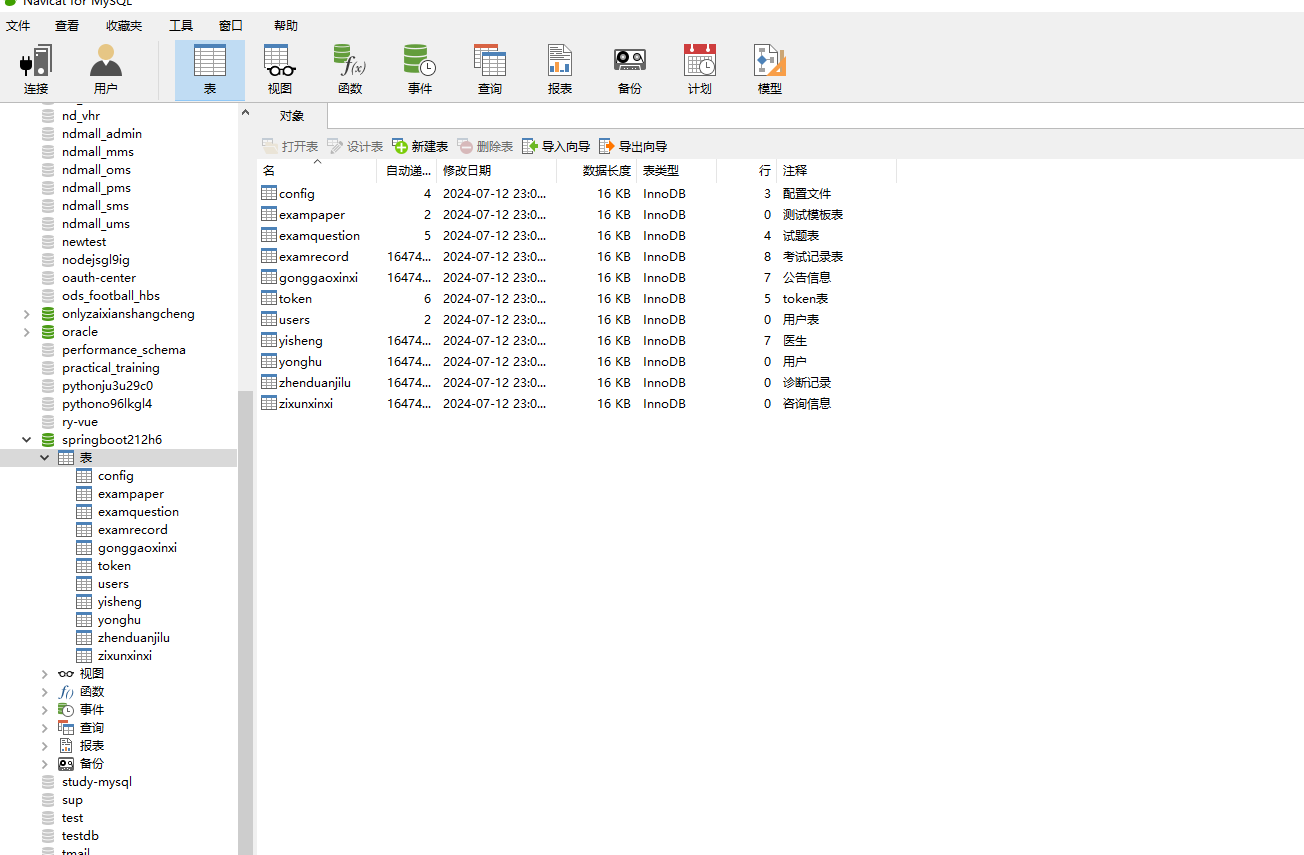 Navicat for MySQL
文件 查看 收藏夹 工具 窗口 帮助
连接 用户 表 视图 函数 事件 查询 报表 备份 计划 模型
对象
打开表 设计表 新建表 删除表 导入向导 导出向导
名 自动递... 修改日期 数据长度 表类型 行 注释
config 4 2024-07-12 23:0... 16 KB InnoDB 3 配置文件
exampaper 2 2024-07-12 23:0... 16 KB InnoDB 0 测试模板表
examquestion 5 2024-07-12 23:0... 16 KB InnoDB 4 试题表
examrecord 16474... 2024-07-12 23:0... 16 KB InnoDB 8 考试记录表
gonggaoxinxi 16474... 2024-07-12 23:0... 16 KB InnoDB 7 公告信息
token 6 2024-07-12 23:0... 16 KB InnoDB 5 token表
users 2 2024-07-12 23:0... 16 KB InnoDB 0 用户表
yisheng 16474... 2024-07-12 23:0... 16 KB InnoDB 7 医生
yonghu 16474... 2024-07-12 23:0... 16 KB InnoDB 0 用户
zhenduanjilu 16474... 2024-07-12 23:0... 16 KB InnoDB 0 诊断记录
zixunxinxi 16474... 2024-07-12 23:0... 16 KB InnoDB 0 咨询信息
nd_vhr
ndmall_admin
ndmall_mms
ndmall_oms
ndmall_pms
ndmall_sms
ndmall_ums
newtest
nodejsgl9ig
oauth-center
ods_football_hbs
onlyzaixianshangcheng
oracle
performance_schema
practical_training
pythonju3u29c0
pythono96lkgl4
ry-vue
springboot212h6
表
config
exampaper
examquestion
examrecord
gonggaoxinxi
token
users
yisheng
yonghu
zhenduanjilu
zixunxinxi
视图
函数
事件
查询
报表
备份
study-mysql
sup
test
testdb
tmall